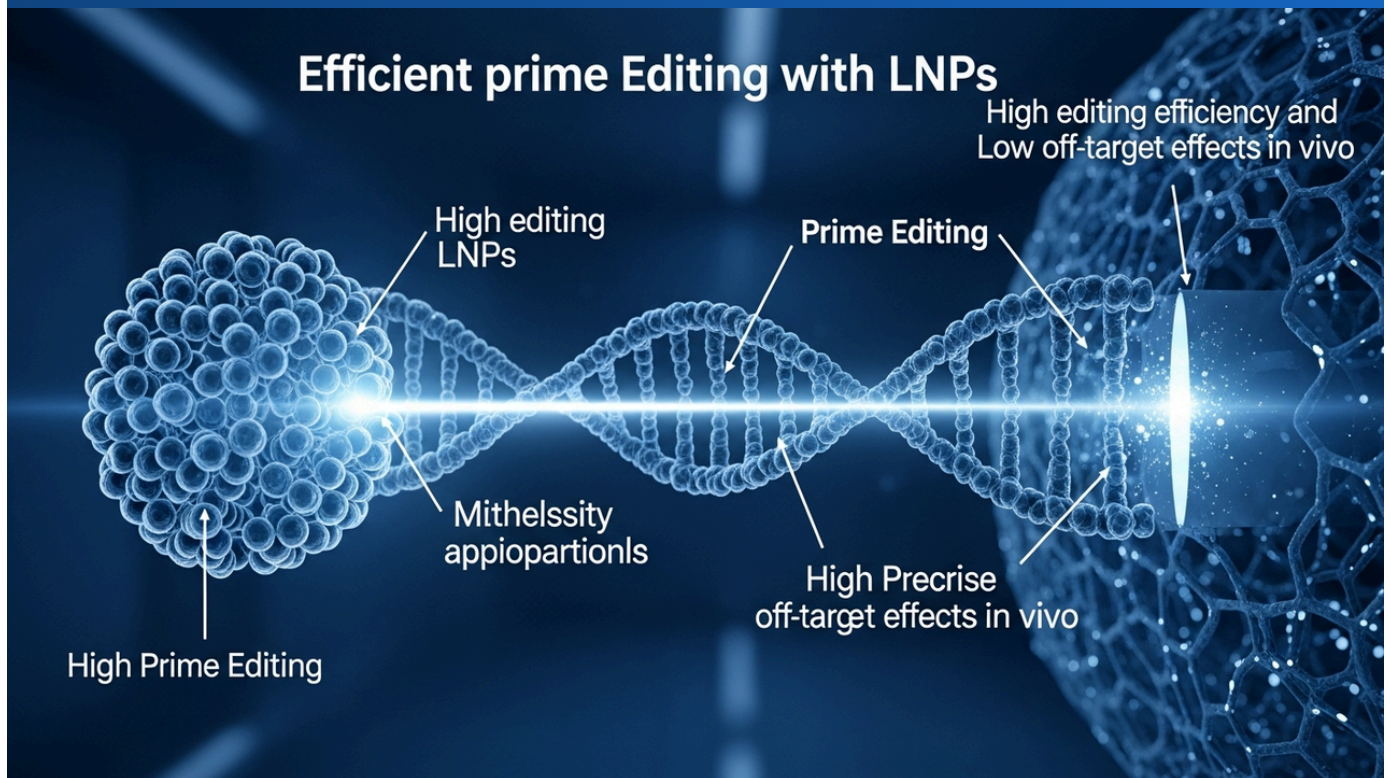 Efficient prime Editing with LNPs
High editing efficiency and
Low off-target effects in vivo
High editing
LNPs
Prime Editing
Mithelssity
appiopartionls
High Precrise
off-target effects in vivo
High Prime Editing